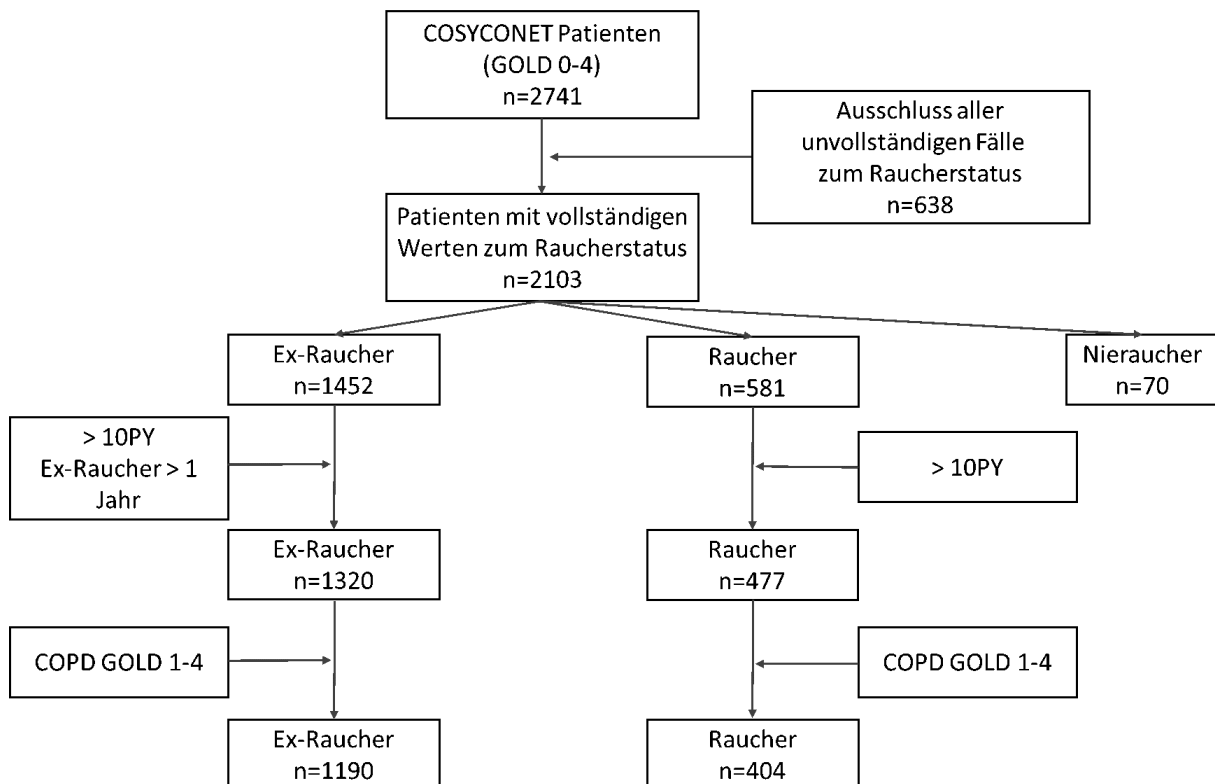 COSYCONET Patienten
(GOLD 0-4)
n=2741
Ausschluss aller
unvollständigen Fälle
zum Raucherstatus
n=638
Patienten mit vollständigen
Werten zum Raucherstatus
n=2103
Ex-Raucher
n=1452
Raucher
n=581
Nieraucher
n=70
> 10PY
Ex-Raucher > 1
Jahr
> 10PY
Ex-Raucher
n=1320
Raucher
n=477
COPD GOLD 1-4
COPD GOLD 1-4
Ex-Raucher
n=1190
Raucher
n=404